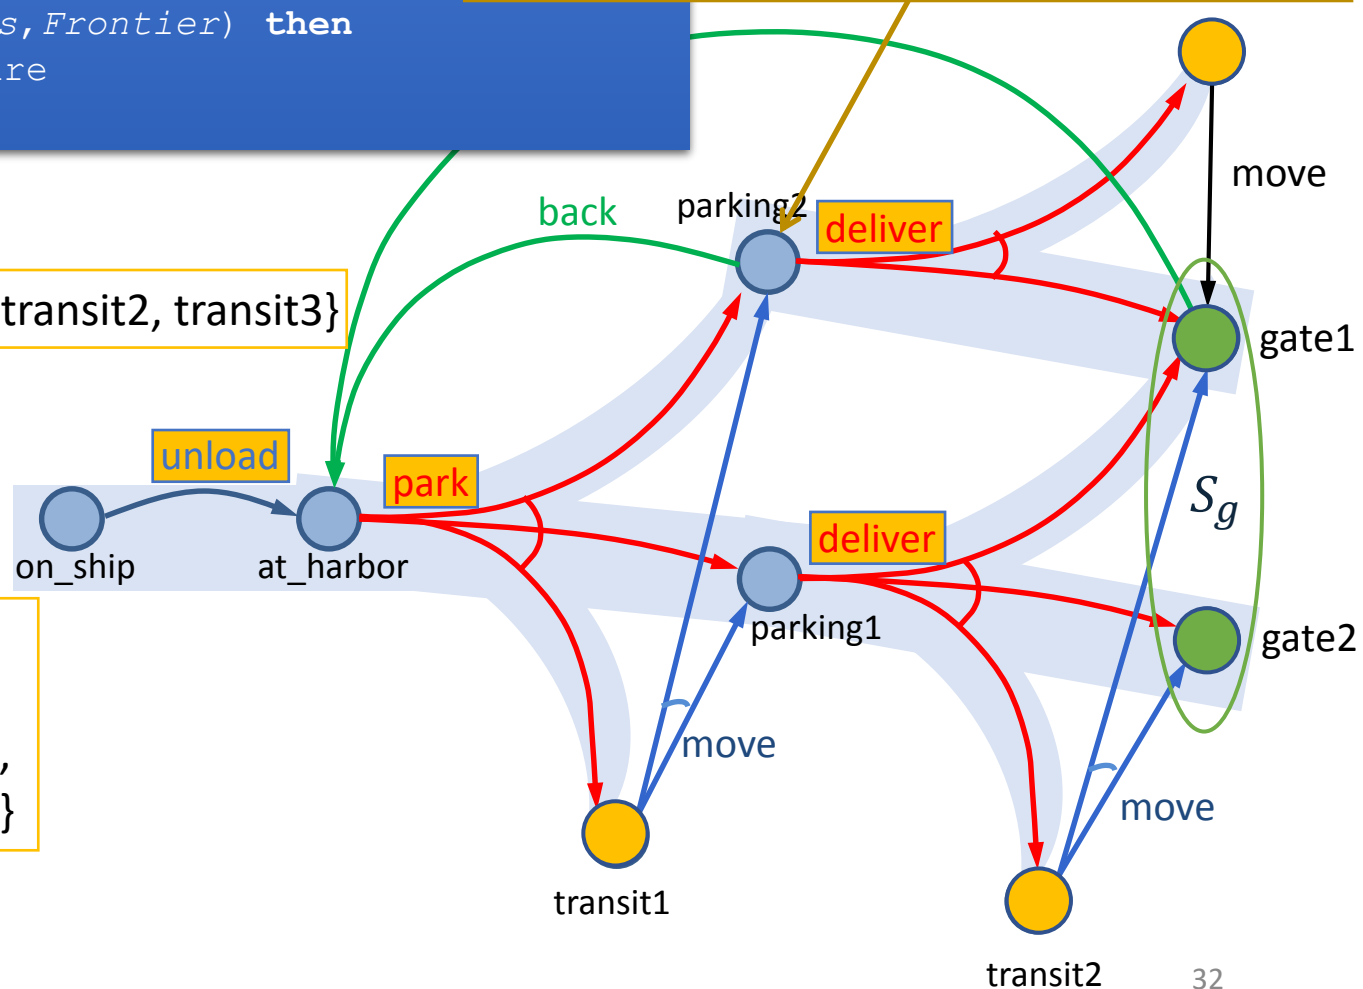 s,Frontier) then
re
move
parking2
back
deliver
transit2, transit3}
gate1
unload
park
S_g
deliver
on_ship
at_harbor
parking1
gate2
,
}
move
move
transit1
transit2
32